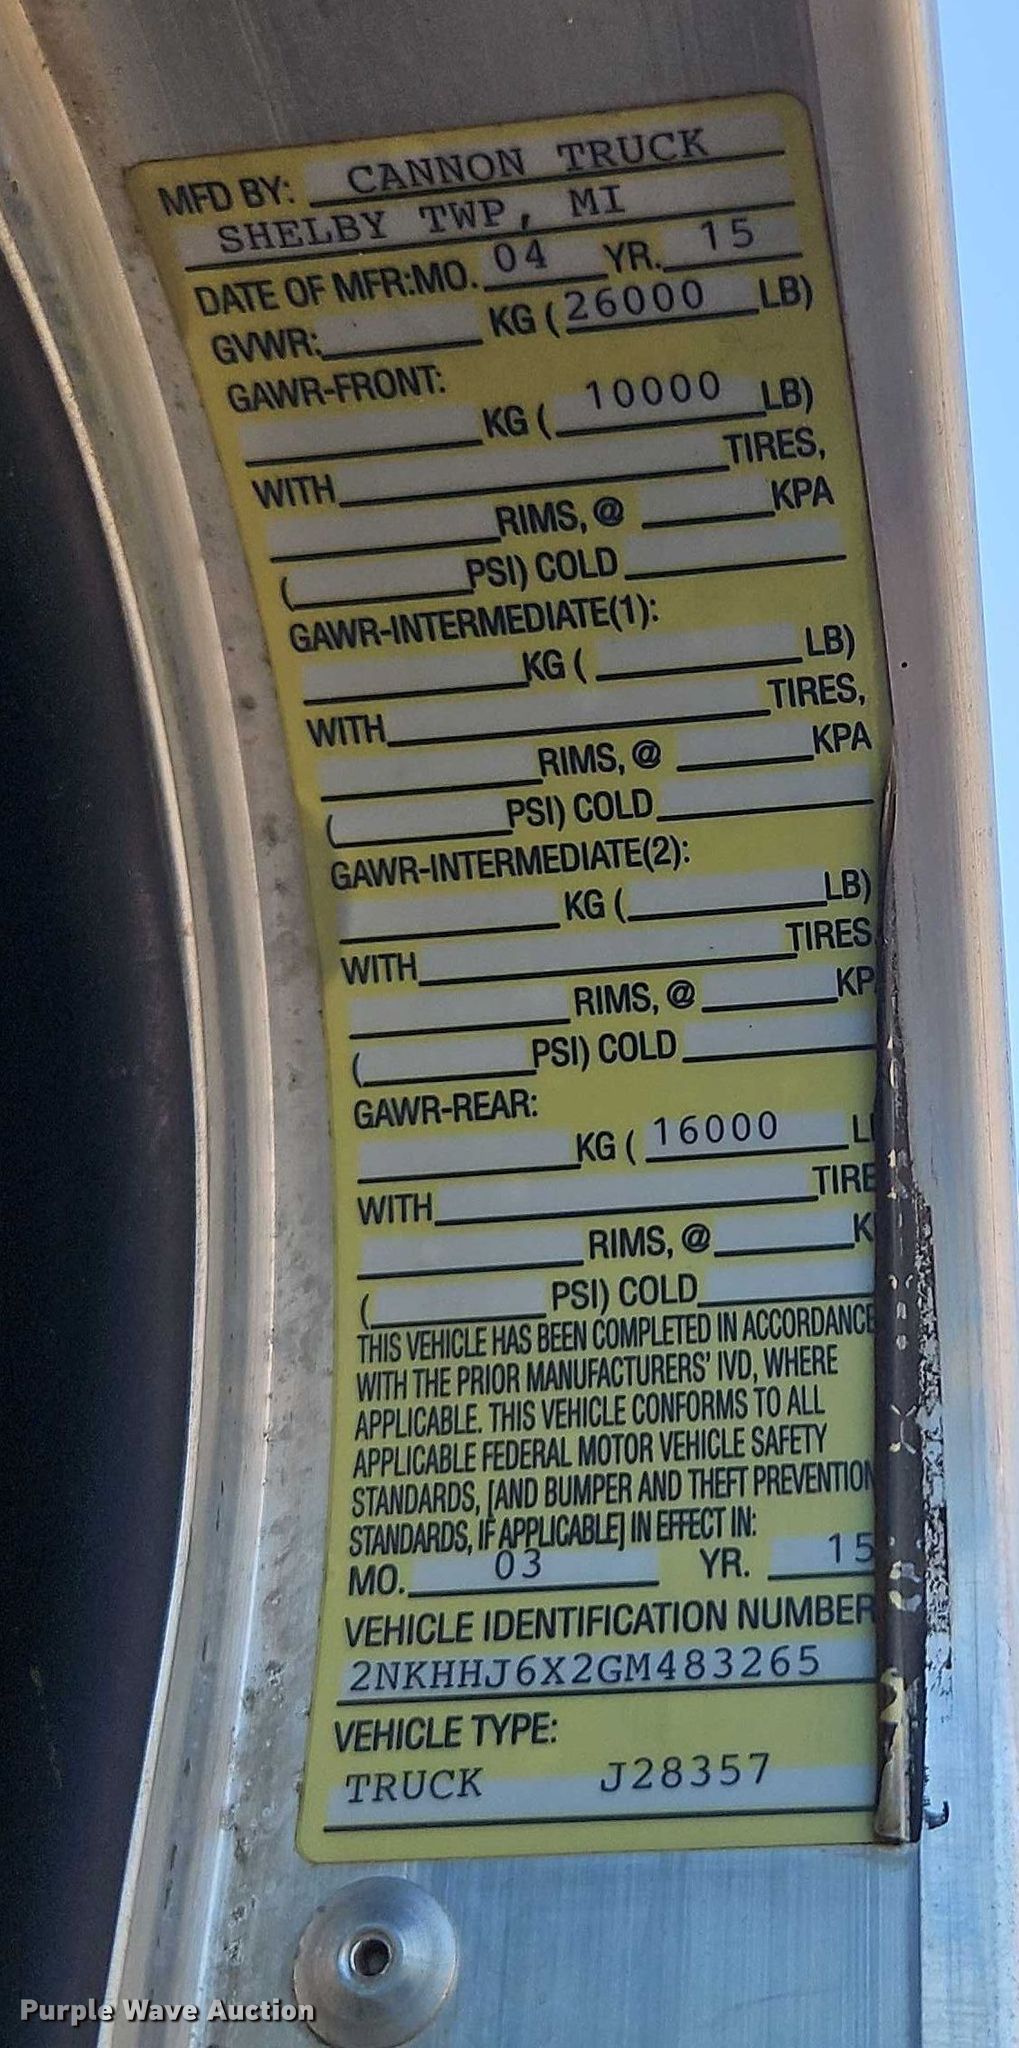 MFD BY: CANNON TRUCK
SHELBY TWP, MI
DATE OF MFR:MO. 04 YR. 15
GVWR: KG (26000 LB)
GAWR-FRONT:
KG ( 10000 LB)
WITH TIRES,
RIMS, @ KPA
( PSI) COLD
GAWR-INTERMEDIATE(1):
KG ( LB)
WITH TIRES,
RIMS, @ KPA
( PSI) COLD
GAWR-INTERMEDIATE(2):
KG ( LB)
WITH TIRES
RIMS, @ KP
( PSI) COLD
GAWR-REAR:
KG ( 16000 L
WITH TIRE
RIMS, @ K
( PSI) COLD
THIS VEHICLE HAS BEEN COMPLETED IN ACCORDANCE
WITH THE PRIOR MANUFACTURERS' IVD, WHERE
APPLICABLE. THIS VEHICLE CONFORMS TO ALL
APPLICABLE FEDERAL MOTOR VEHICLE SAFETY
STANDARDS, [AND BUMPER AND THEFT PREVENTION
STANDARDS, IF APPLICABLE] IN EFFECT IN:
MO. 03 YR. 15
VEHICLE IDENTIFICATION NUMBER
2NKHHJ6X2GM483265
VEHICLE TYPE:
TRUCK J28357
Purple Wave Auction